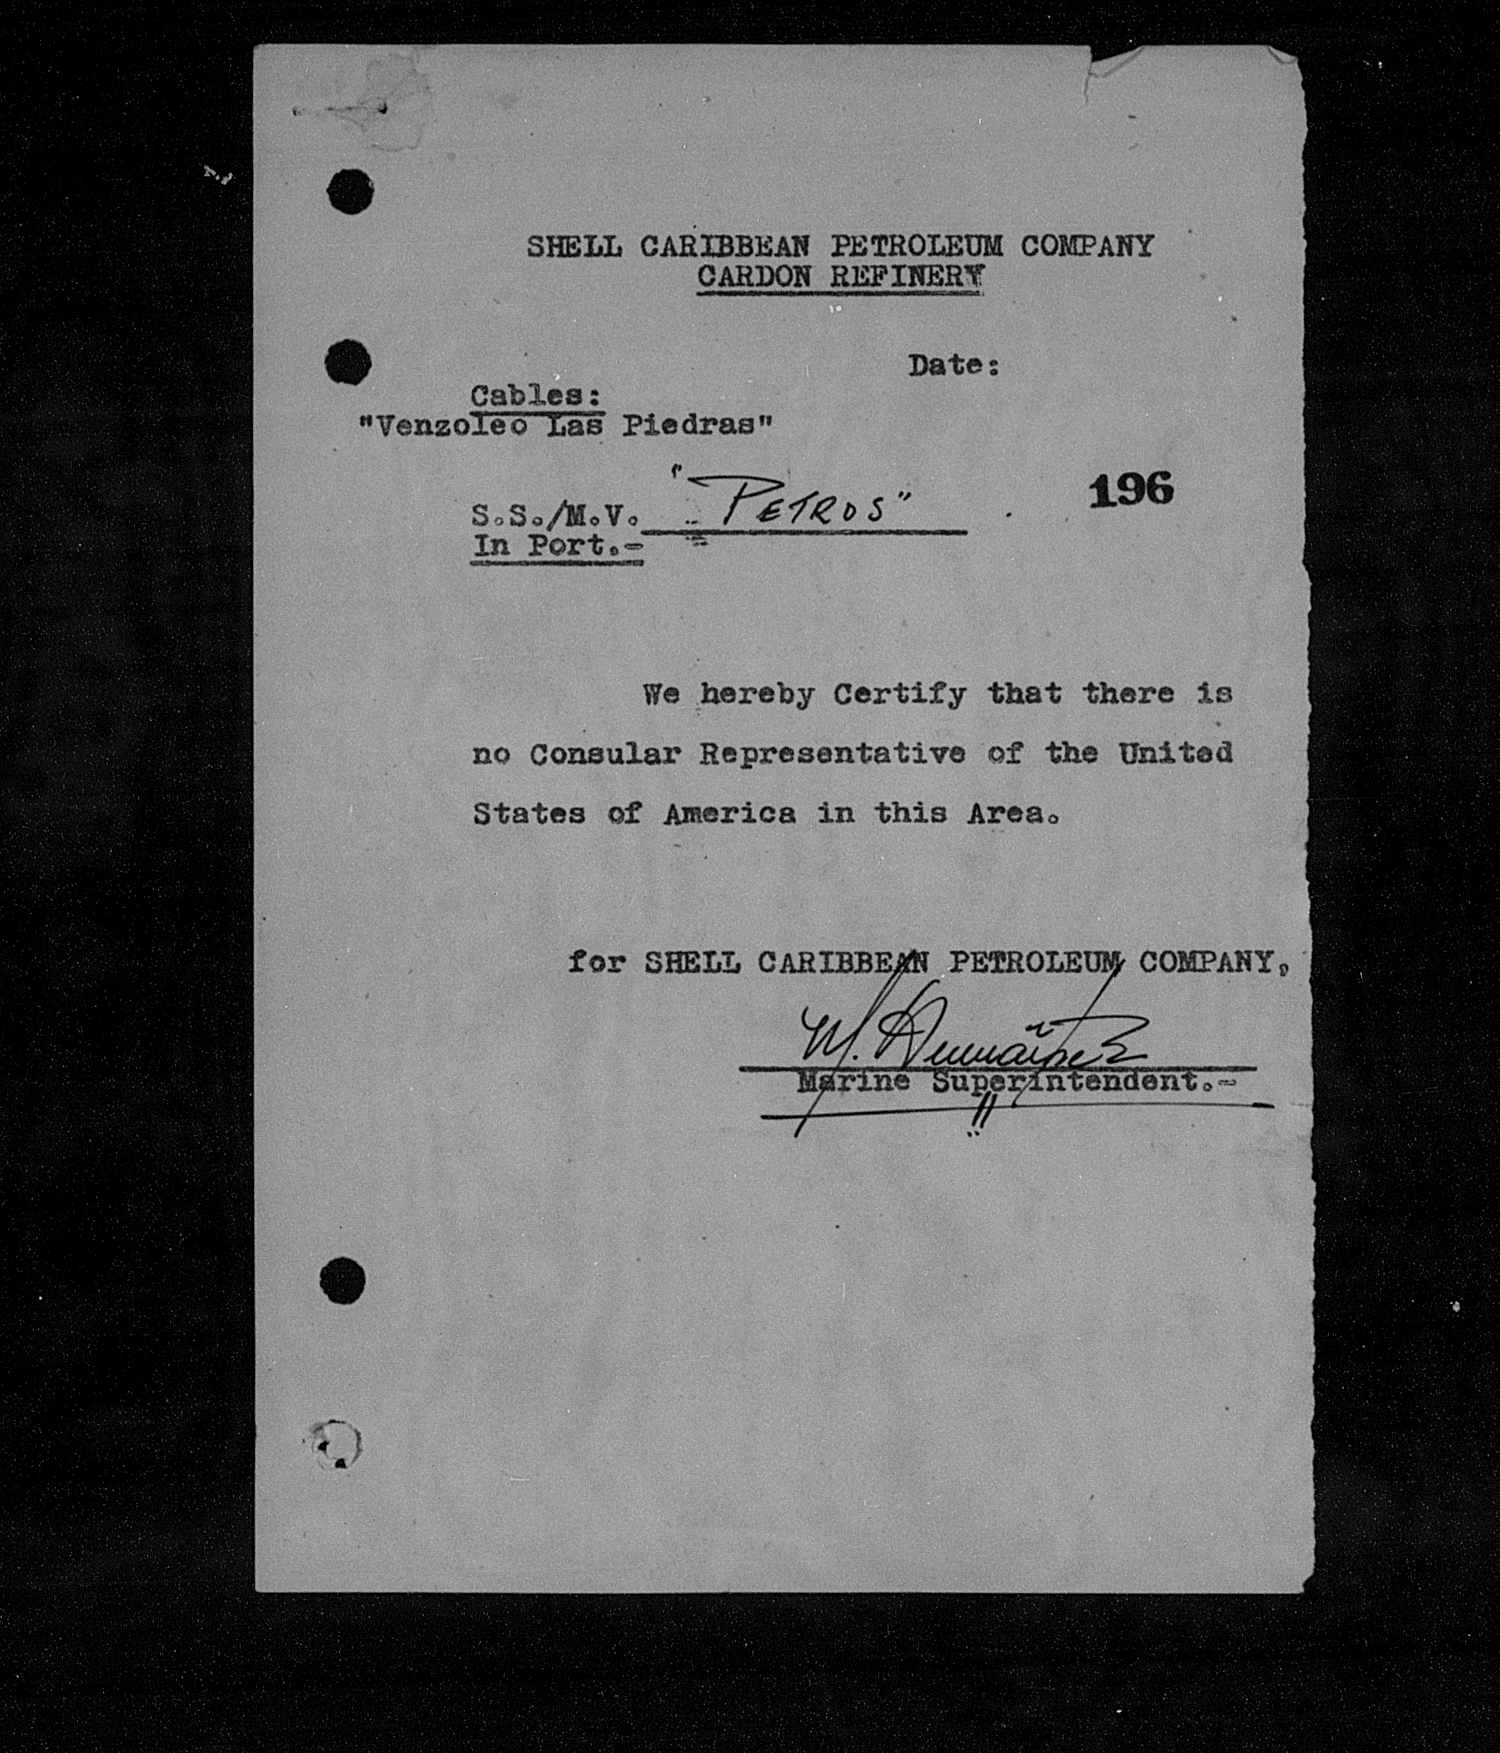 SHELL CARIBBEAN PETROLEUM COMPANY
CARDON REFINERY
Date:
Cables:
"Venzoleo Las Piedras"
196
S.S./M.V. "PETROS"
In Port.-
We hereby Certify that there is
no Consular Representative of the United
States of America in this Area.
for SHELL CARIBBEAN PETROLEUM COMPANY,
M.
Marine Superintendent.-